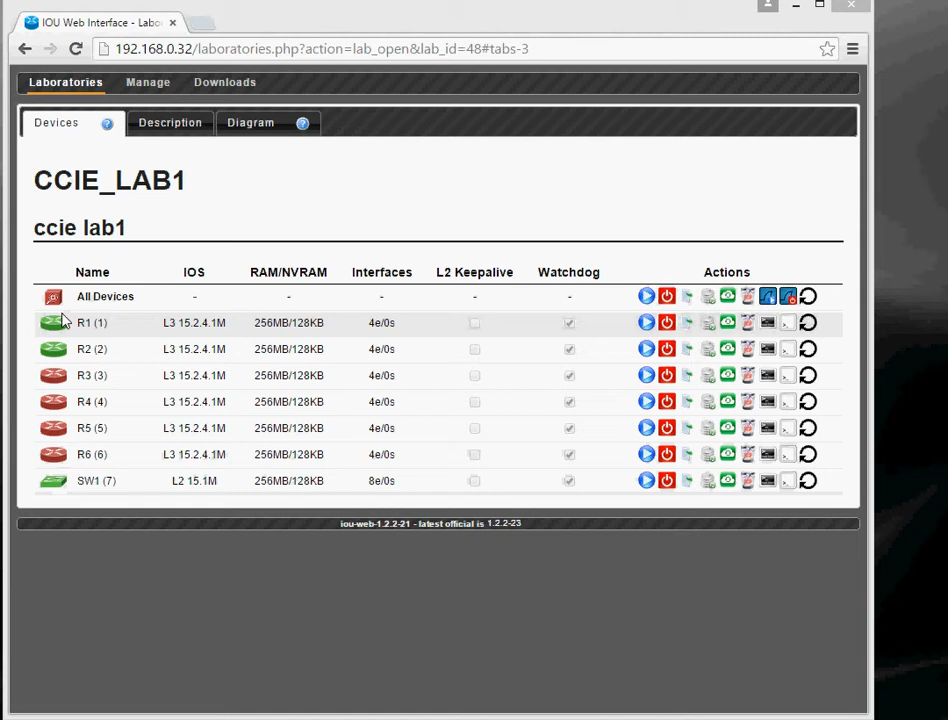 IOU Web Interface - Labo
192.168.0.32/laboratories.php?action=lab_open&lab_id=48#tabs-3
Laboratories Manage Downloads
Devices ? Description Diagram ?
CCIE_LAB1
ccie lab1
Name IOS RAM/NVRAM Interfaces L2 Keepalive Watchdog Actions
All Devices - - - - -
R1 (1) L3 15.2.4.1M 256MB/128KB 4e/0s
R2 (2) L3 15.2.4.1M 256MB/128KB 4e/0s
R3 (3) L3 15.2.4.1M 256MB/128KB 4e/0s
R4 (4) L3 15.2.4.1M 256MB/128KB 4e/0s
R5 (5) L3 15.2.4.1M 256MB/128KB 4e/0s
R6 (6) L3 15.2.4.1M 256MB/128KB 4e/0s
SW1 (7) L2 15.1M 256MB/128KB 8e/0s
iou-web-1.2.2-21 - latest official is 1.2.2-23